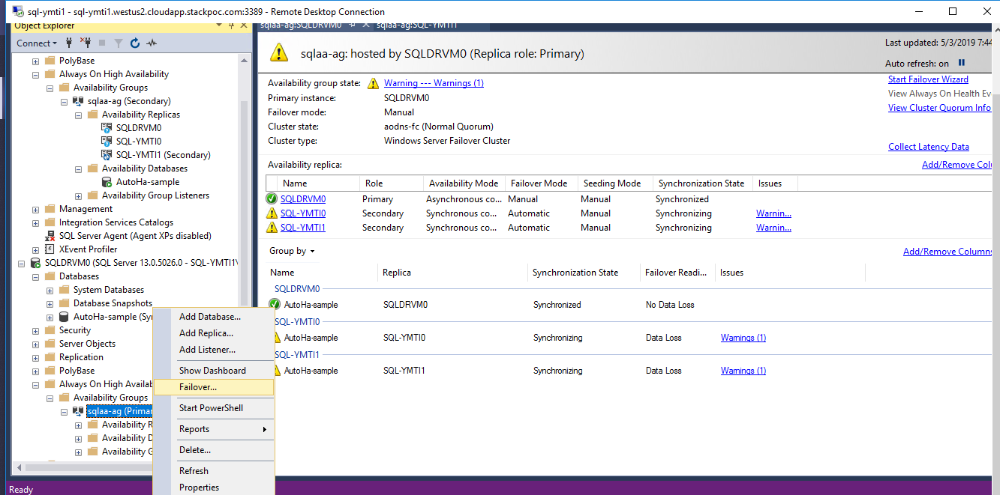 sql-ymti1 - sql-ymti1.westus2.cloudapp.stackpoc.com:3389 - Remote Desktop Connection
Object Explorer
Connect
PolyBase
Always On High Availability
Availability Groups
sqlaa-ag (Secondary)
Availability Replicas
SQLDRVM0
SQL-YMTI0
SQL-YMTI1 (Secondary)
Availability Databases
AutoHa-sample
Availability Group Listeners
Management
Integration Services Catalogs
SQL Server Agent (Agent XPs disabled)
XEvent Profiler
SQLDRVM0 (SQL Server 13.0.5026.0 - SQL-YMTI1\
Databases
System Databases
Database Snapshots
AutoHa-sample (Syn
Security
Server Objects
Replication
PolyBase
Always On High Availab
Availability Groups
sqlaa-ag (Primar
Availability R
Availability D
Availability G
Add Database...
Add Replica...
Add Listener...
Show Dashboard
Failover...
Start PowerShell
Reports
Delete...
Refresh
Properties
sqlaa-ag:SQLDRVM0 sqlaa-ag:SQL-YMTI1
sqlaa-ag: hosted by SQLDRVM0 (Replica role: Primary)
Last updated: 5/3/2019 7:44
Auto refresh: on
Availability group state: Warning --- Warnings (1)
Primary instance: SQLDRVM0
Failover mode: Manual
Cluster state: aodns-fc (Normal Quorum)
Cluster type: Windows Server Failover Cluster
Start Failover Wizard
View Always On Health Ev
View Cluster Quorum Info
Collect Latency Data
Availability replica: Add/Remove Colu
Name Role Availability Mode Failover Mode Seeding Mode Synchronization State Issues
SQLDRVM0 Primary Asynchronous co... Manual Manual Synchronized
SQL-YMTI0 Secondary Synchronous co... Automatic Manual Synchronizing Warnin...
SQL-YMTI1 Secondary Synchronous co... Automatic Manual Synchronizing Warnin...
Group by Add/Remove Columns
Name Replica Synchronization State Failover Readi... Issues
SQLDRVM0
AutoHa-sample SQLDRVM0 Synchronized No Data Loss
SQL-YMTI0
AutoHa-sample SQL-YMTI0 Synchronizing Data Loss Warnings (1)
SQL-YMTI1
AutoHa-sample SQL-YMTI1 Synchronizing Data Loss Warnings (1)
Ready